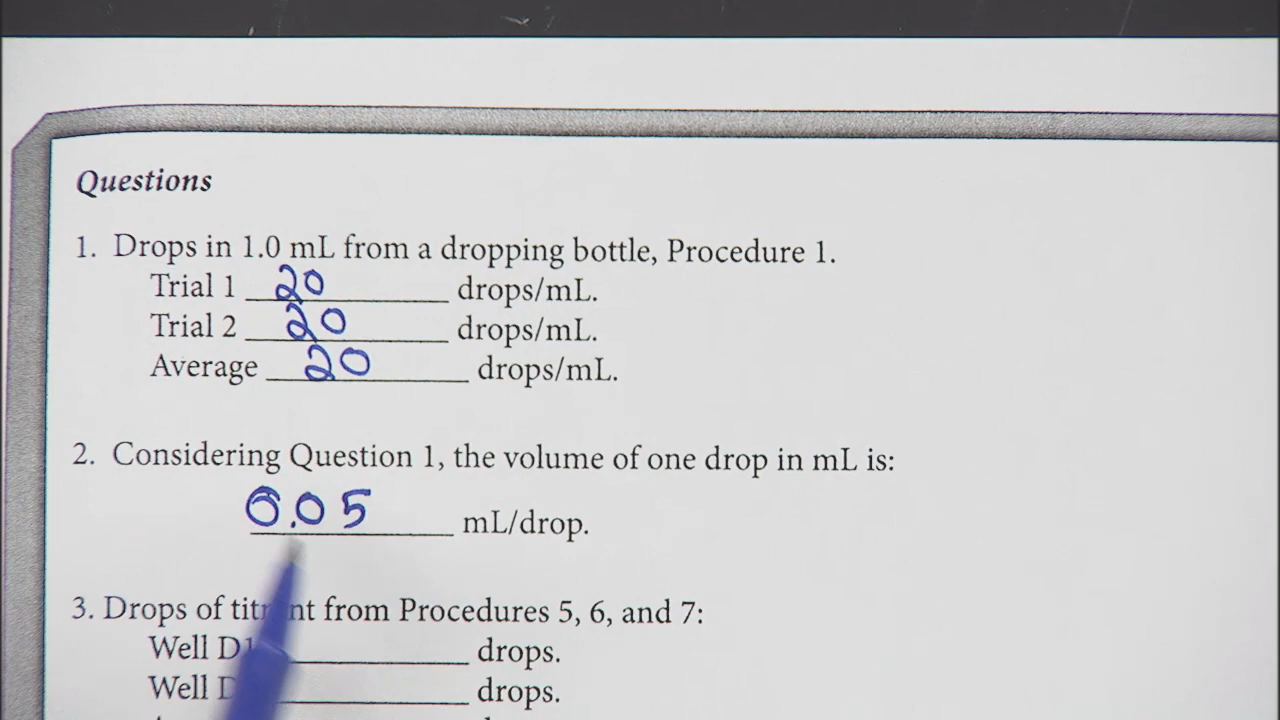 Questions
1. Drops in 1.0 mL from a dropping bottle, Procedure 1.
Trial 1 20 drops/mL.
Trial 2 20 drops/mL.
Average 20 drops/mL.
2. Considering Question 1, the volume of one drop in mL is:
0.05 mL/drop.
3. Drops of from Procedures 5, 6, and 7:
Well drops.
Well drops.